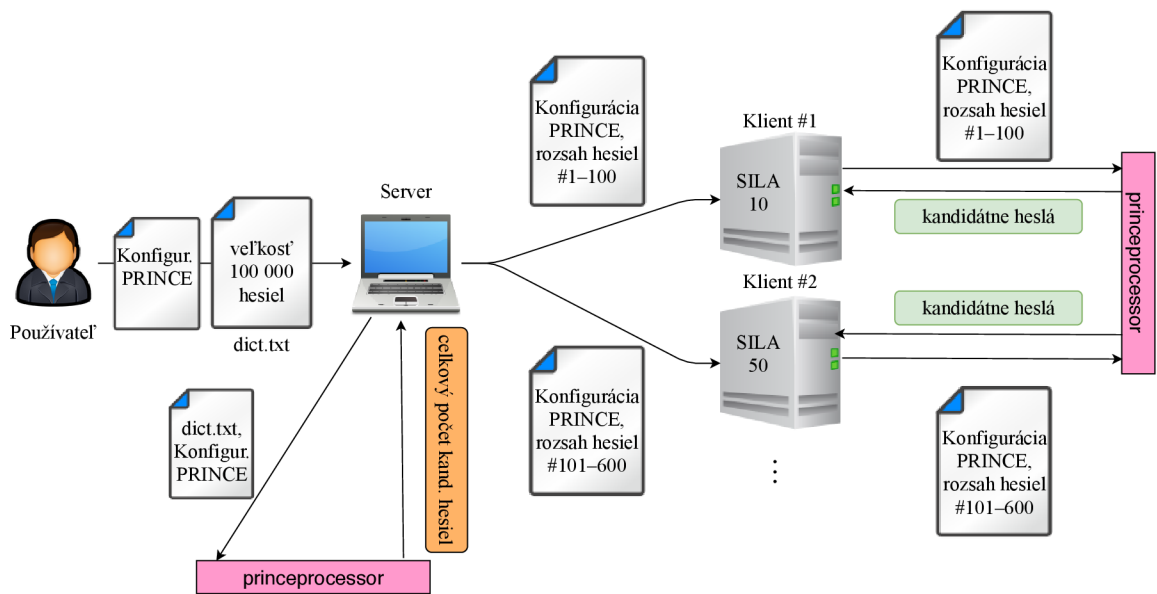 Používateľ
Konfigur.
PRINCE
veľkosť
100 000
hesiel
dict.txt
Server
dict.txt,
Konfigur.
PRINCE
celkový počet kand. hesiel
princeprocessor
Konfigurácia
PRINCE,
rozsah hesiel
#1–100
Konfigurácia
PRINCE,
rozsah hesiel
#101–600
Klient #1
SILA
10
Klient #2
SILA
50
⋮
Konfigurácia
PRINCE,
rozsah hesiel
#1–100
kandidátne heslá
kandidátne heslá
princeprocessor
Konfigurácia
PRINCE,
rozsah hesiel
#101–600